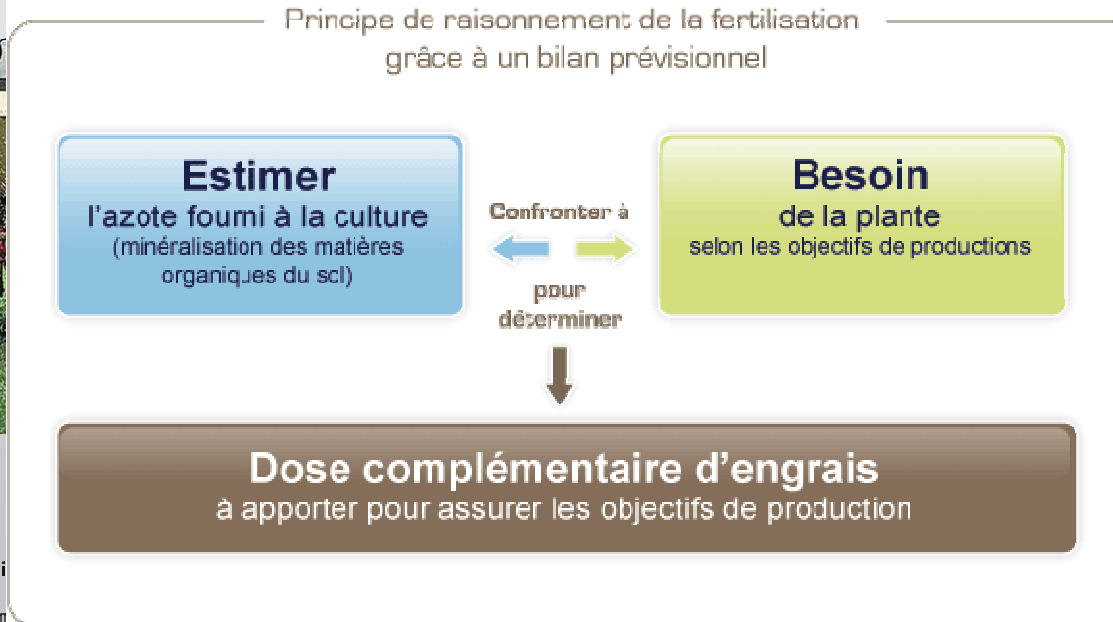 Principe de raisonnement de la fertilisation
grâce à un bilan prévisionnel
Estimer
l'azote fourni à la culture
(minéralisation des matières
organiques du sol)
Confronter à
pour
déterminer
Besoin
de la plante
selon les objectifs de productions
Dose complémentaire d'engrais
à apporter pour assurer les objectifs de production